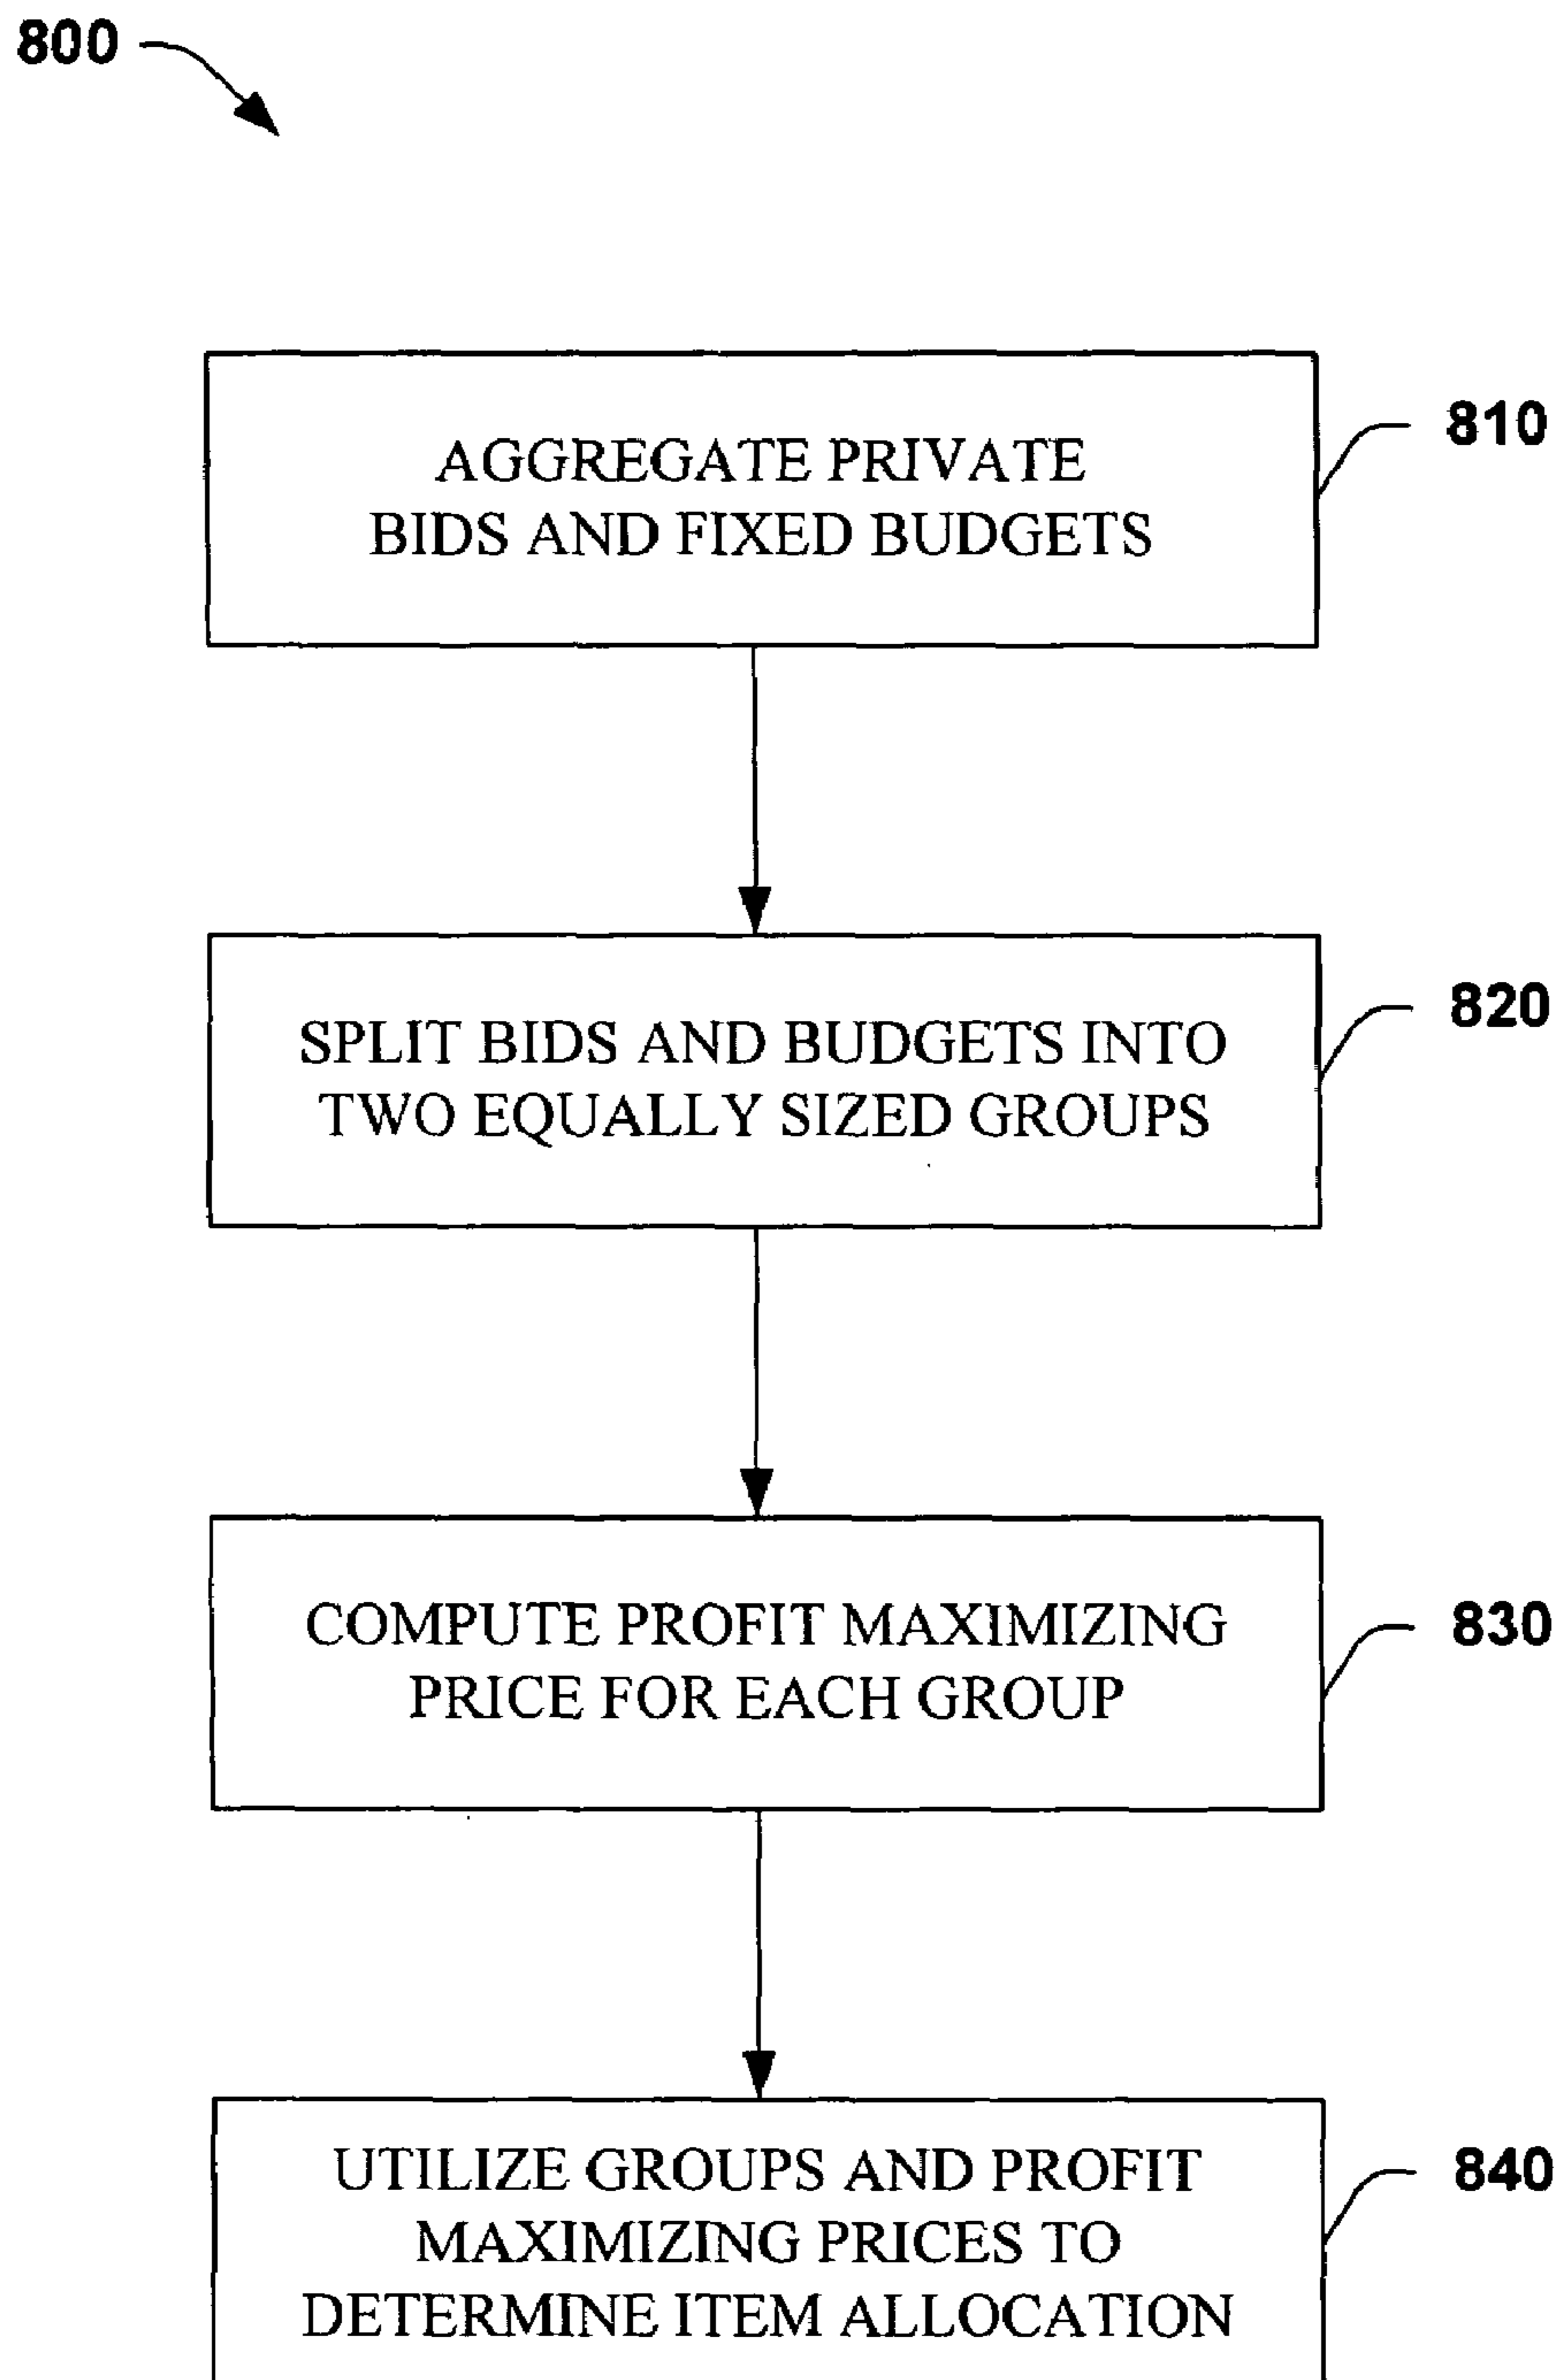 800
AGGREGATE PRIVATE
BIDS AND FIXED BUDGETS
810
SPLIT BIDS AND BUDGETS INTO
TWO EQUALLY SIZED GROUPS
820
COMPUTE PROFIT MAXIMIZING
PRICE FOR EACH GROUP
830
UTILIZE GROUPS AND PROFIT
MAXIMIZING PRICES TO
DETERMINE ITEM ALLOCATION
840